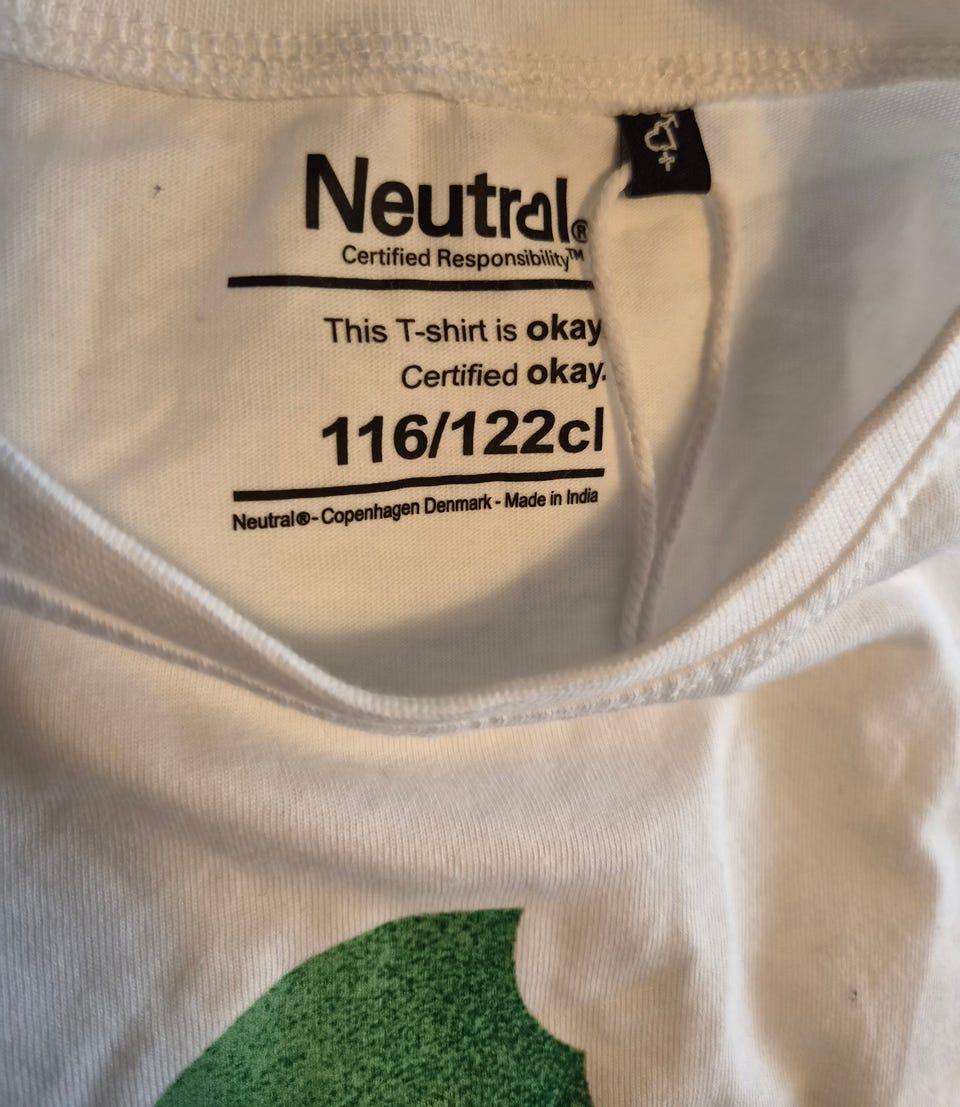 Neutral®
Certified Responsibility™
This T-shirt is okay.
Certified okay.
116/122cl
Neutral®- Copenhagen Denmark - Made in India